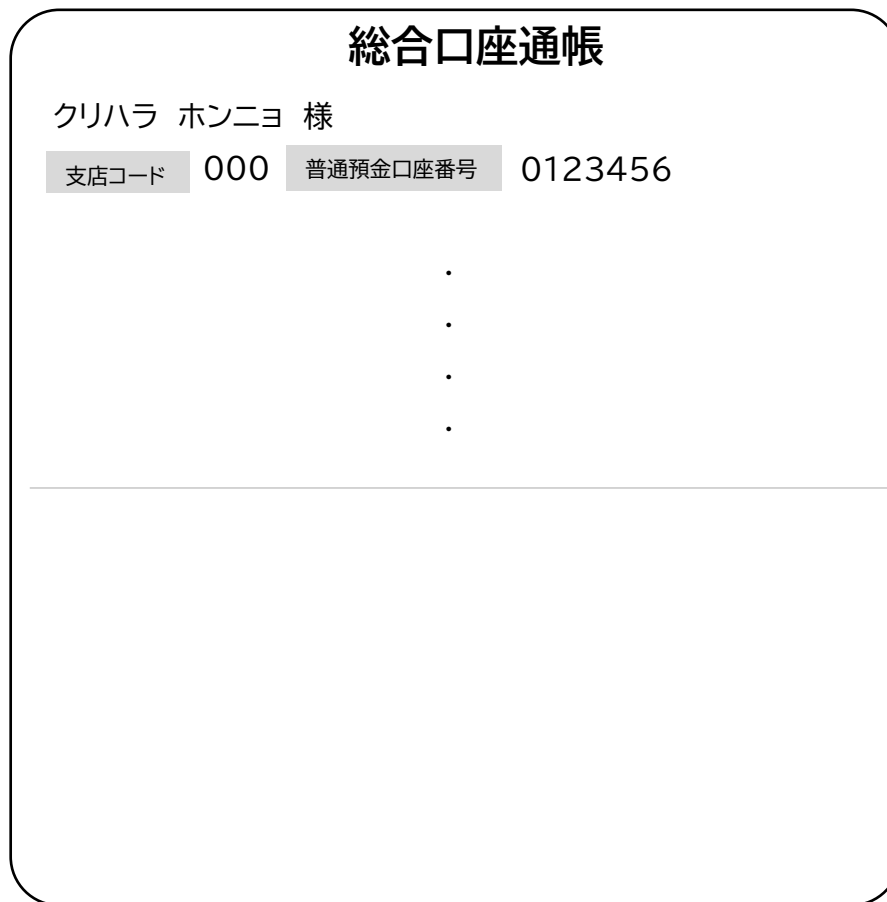 総合口座通帳
クリハラ ホンニョ 様
支店コード 000 普通預金口座番号 0123456
・
・
・
・